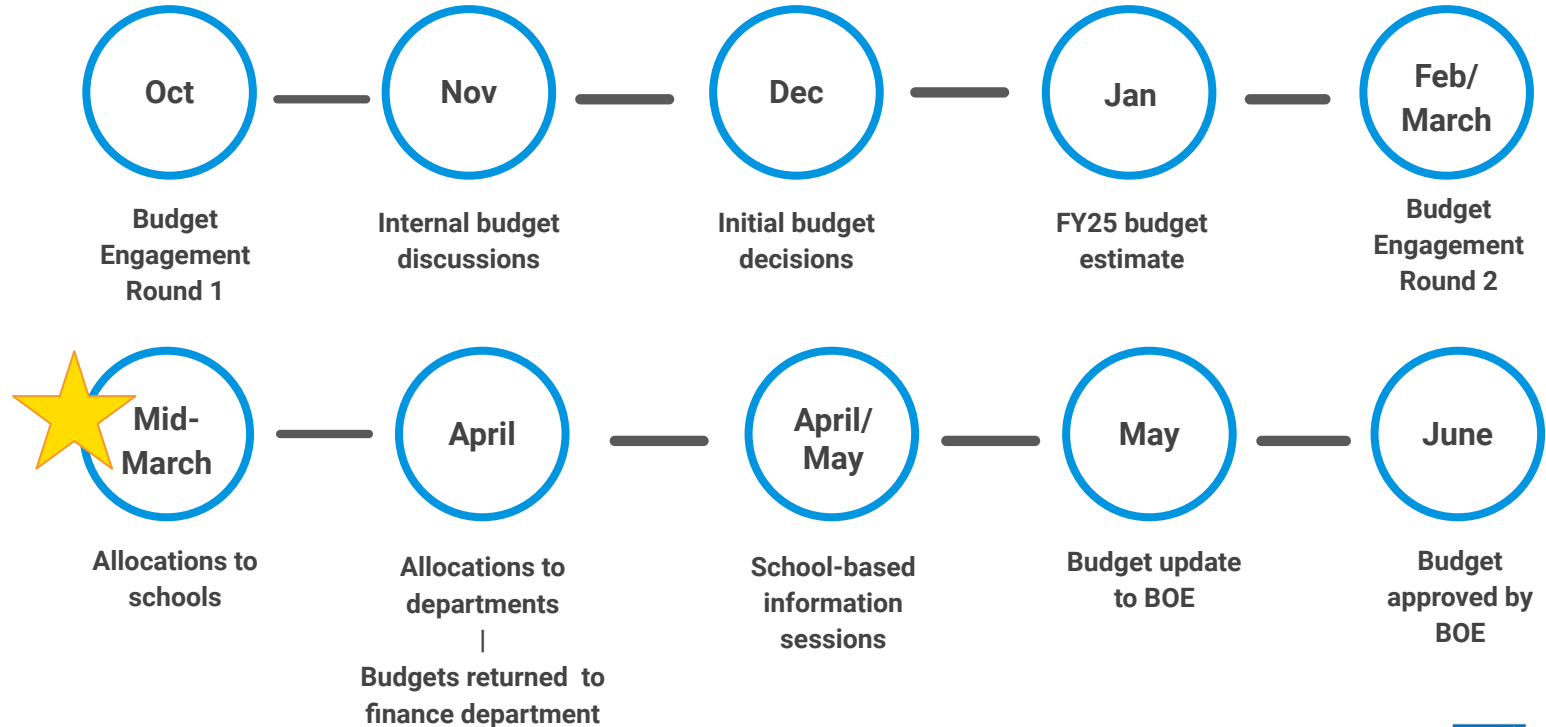 Oct
Nov
Dec
Jan
Feb/
March
Budget
Engagement
Round 1
Internal budget
discussions
Initial budget
decisions
FY25 budget
estimate
Budget
Engagement
Round 2
Mid-
March
April
April/
May
May
June
Allocations to
schools
Allocations to
departments
|
Budgets returned to
finance department
School-based
information
sessions
Budget update
to BOE
Budget
approved by
BOE